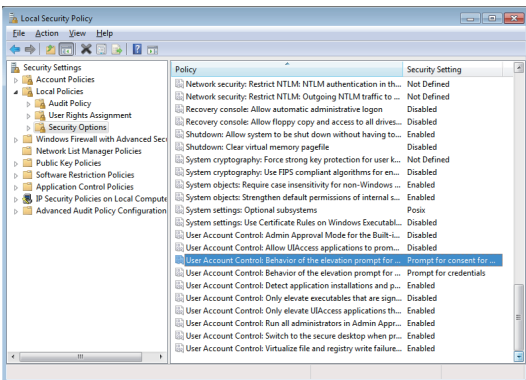 Local Security Policy
File Action View Help
Security Settings
Account Policies
Local Policies
Audit Policy
User Rights Assignment
Security Options
Windows Firewall with Advanced Secu
Network List Manager Policies
Public Key Policies
Software Restriction Policies
Application Control Policies
IP Security Policies on Local Compute
Advanced Audit Policy Configuration
Policy Security Setting
Network security: Restrict NTLM: NTLM authentication in th... Not Defined
Network security: Restrict NTLM: Outgoing NTLM traffic to ... Not Defined
Recovery console: Allow automatic administrative logon Disabled
Recovery console: Allow floppy copy and access to all drives... Disabled
Shutdown: Allow system to be shut down without having to... Enabled
Shutdown: Clear virtual memory pagefile Disabled
System cryptography: Force strong key protection for user k... Not Defined
System cryptography: Use FIPS compliant algorithms for en... Disabled
System objects: Require case insensitivity for non-Windows ... Enabled
System objects: Strengthen default permissions of internal s... Enabled
System settings: Optional subsystems Posix
System settings: Use Certificate Rules on Windows Executabl... Disabled
User Account Control: Admin Approval Mode for the Built-i... Disabled
User Account Control: Allow UIAccess applications to prom... Disabled
User Account Control: Behavior of the elevation prompt for ... Prompt for consent for ...
User Account Control: Behavior of the elevation prompt for ... Prompt for credentials
User Account Control: Detect application installations and p... Enabled
User Account Control: Only elevate executables that are sign... Disabled
User Account Control: Only elevate UIAccess applications th... Enabled
User Account Control: Run all administrators in Admin Appr... Enabled
User Account Control: Switch to the secure desktop when pr... Enabled
User Account Control: Virtualize file and registry write failure... Enabled